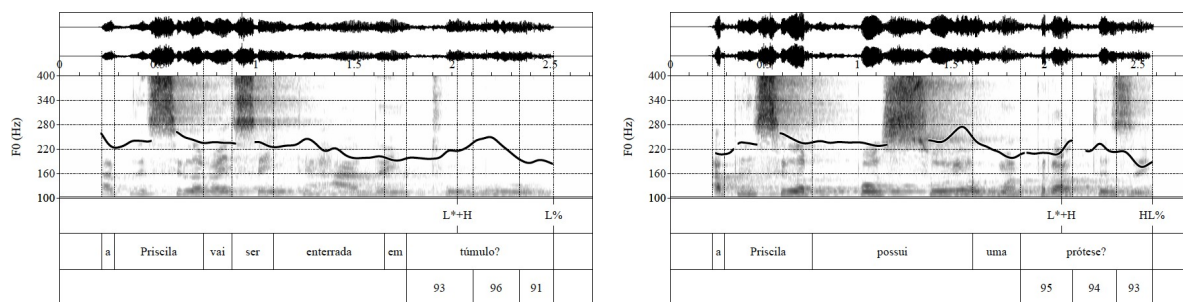 0 0.5 1 1.5 2 2.5
400
340
280
220
160
100
F0 (Hz)
L*+H L%
a Priscila vai ser enterrada em túmulo?
93 96 91
0 0.5 1 1.5 2 2.5
400
340
280
220
160
100
F0 (Hz)
L*+H HL%
a Priscila possui uma prótese?
95 94 93